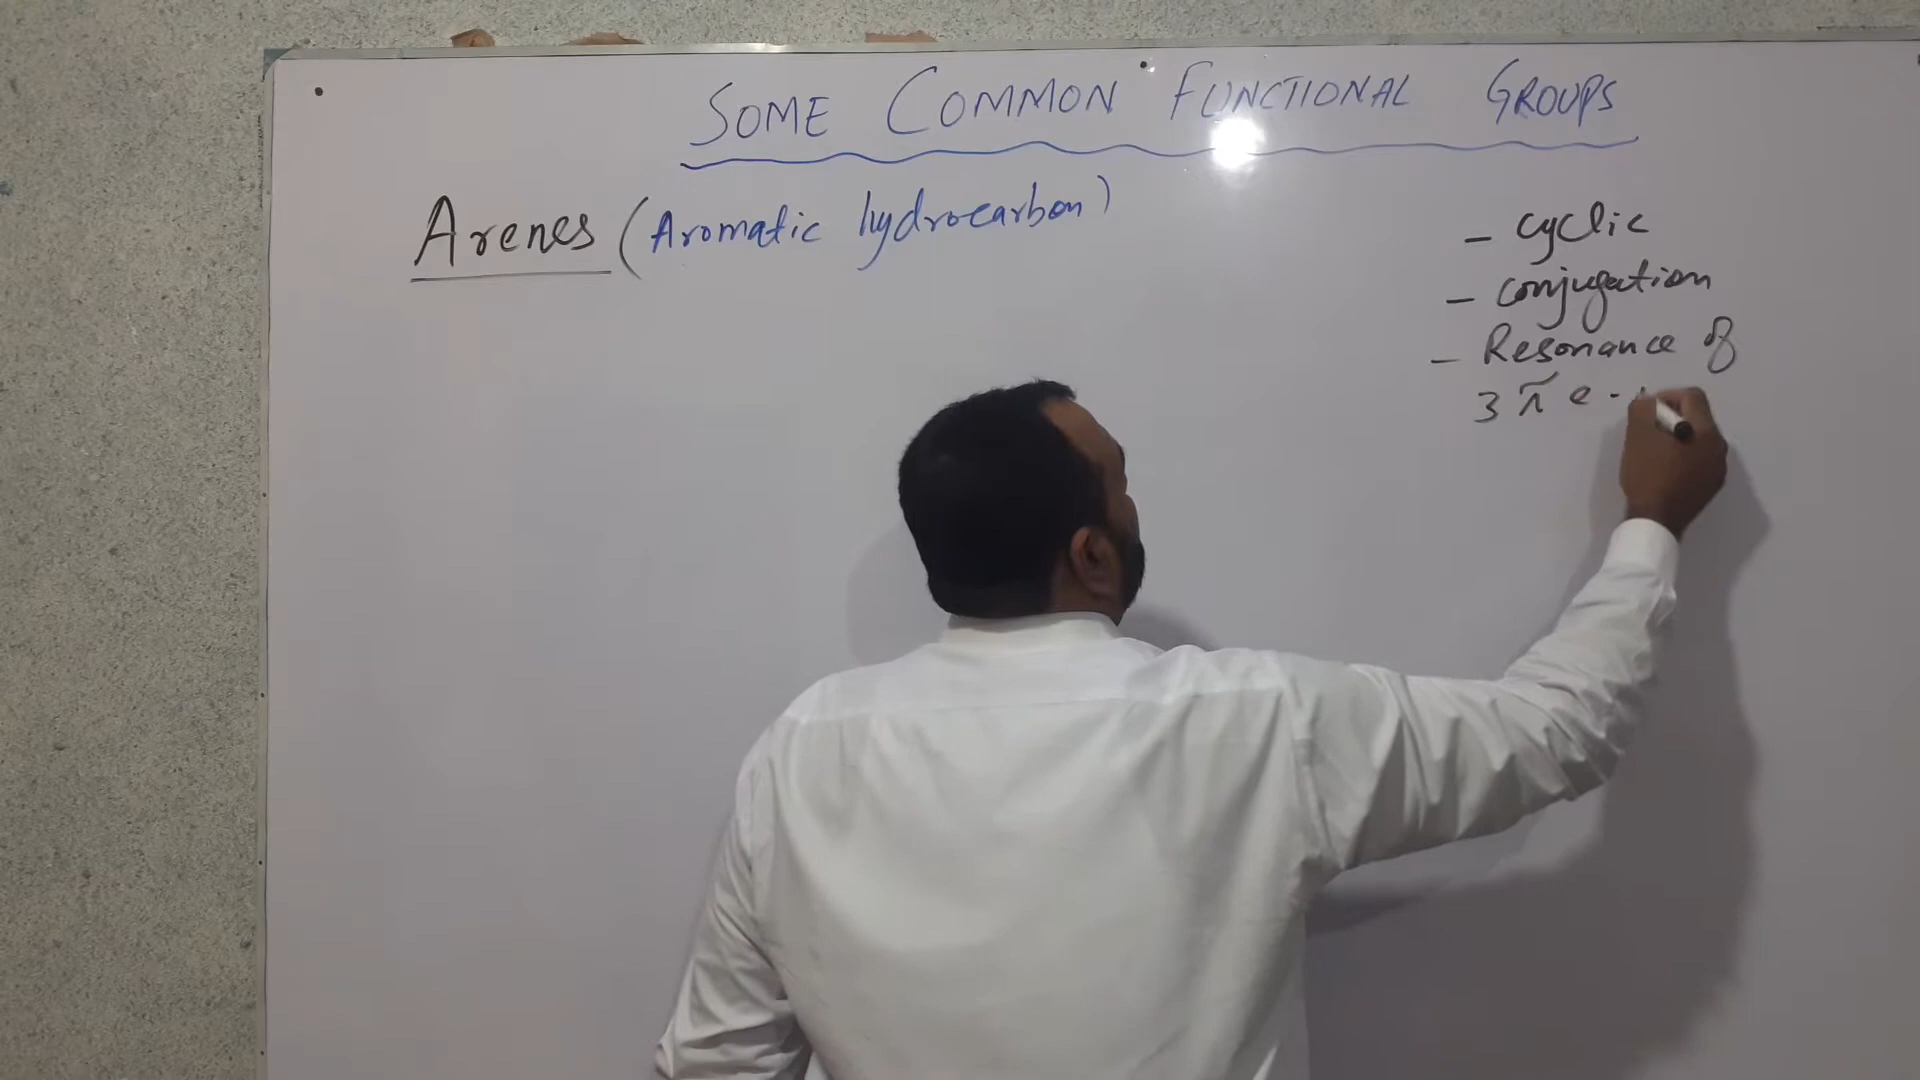 SOME COMMON FUNCTIONAL GROUPS
Arenes (Aromatic hydrocarbon)
- cyclic
- conjugation
- Resonance of
3 π e-